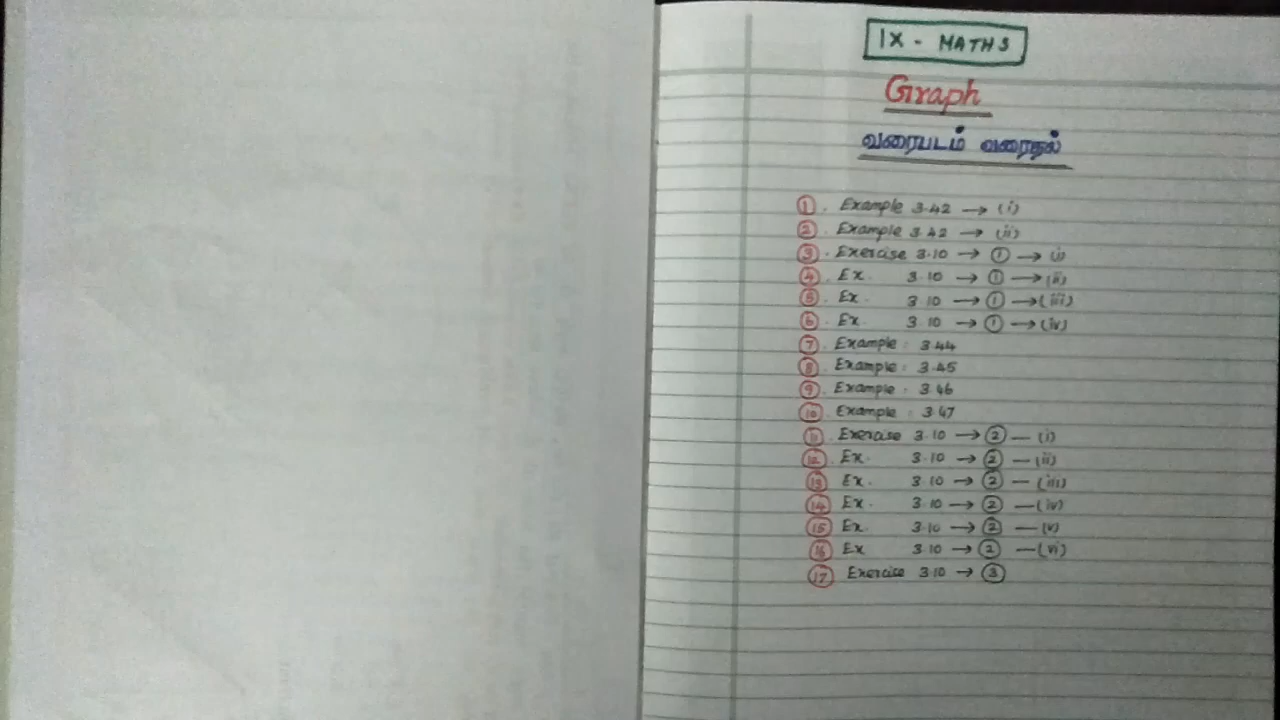 IX - MATHS
Graph
வரைபடம் வரைதல்
1. Example 3.42 → (i)
2. Example 3.42 → (ii)
3. Exercise 3.10 → 1 → (i)
4. Ex. 3.10 → 1 → (ii)
5. Ex. 3.10 → 1 → (iii)
6. Ex. 3.10 → 1 → (iv)
7. Example : 3.44
8. Example : 3.45
9. Example : 3.46
10. Example : 3.47
11. Exercise 3.10 → 2 — (i)
12. Ex. 3.10 → 2 — (ii)
13. Ex. 3.10 → 2 — (iii)
14. Ex. 3.10 → 2 — (iv)
15. Ex. 3.10 → 2 — (v)
16. Ex 3.10 → 2 — (vi)
17. Exercise 3.10 → 3